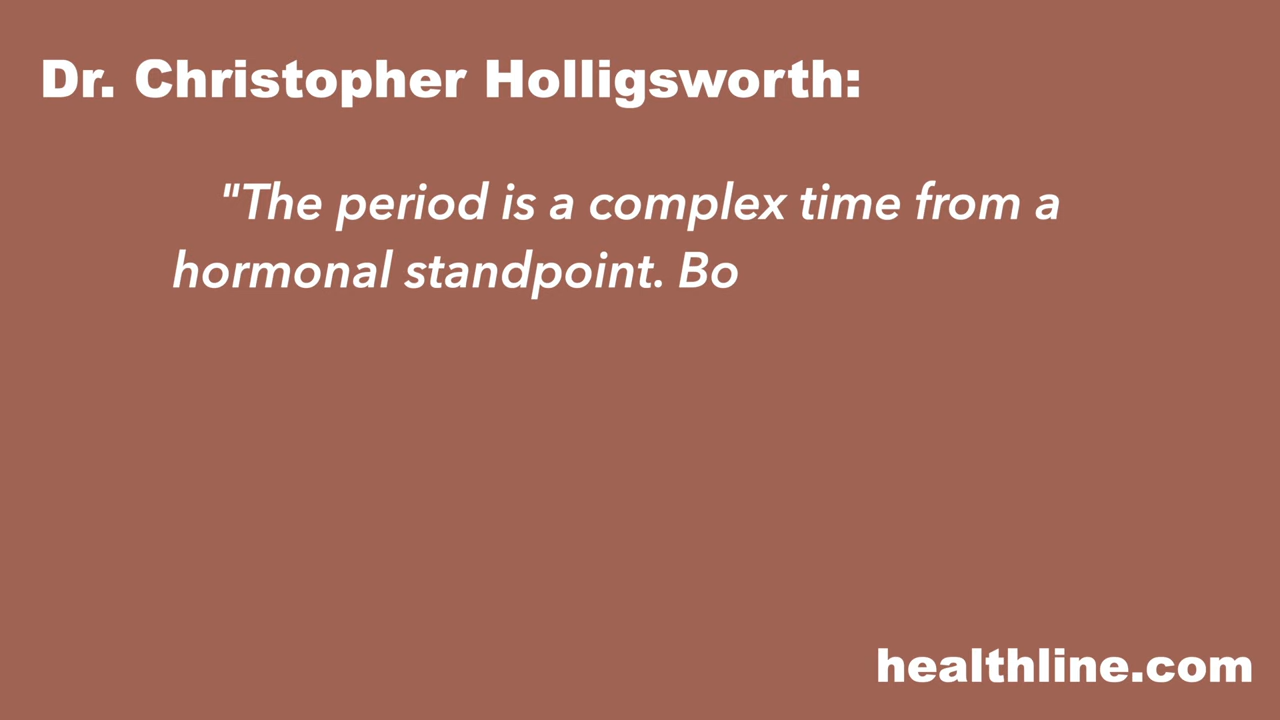 Dr. Christopher Holligsworth:
"The period is a complex time from a
hormonal standpoint. Bo
healthline.com